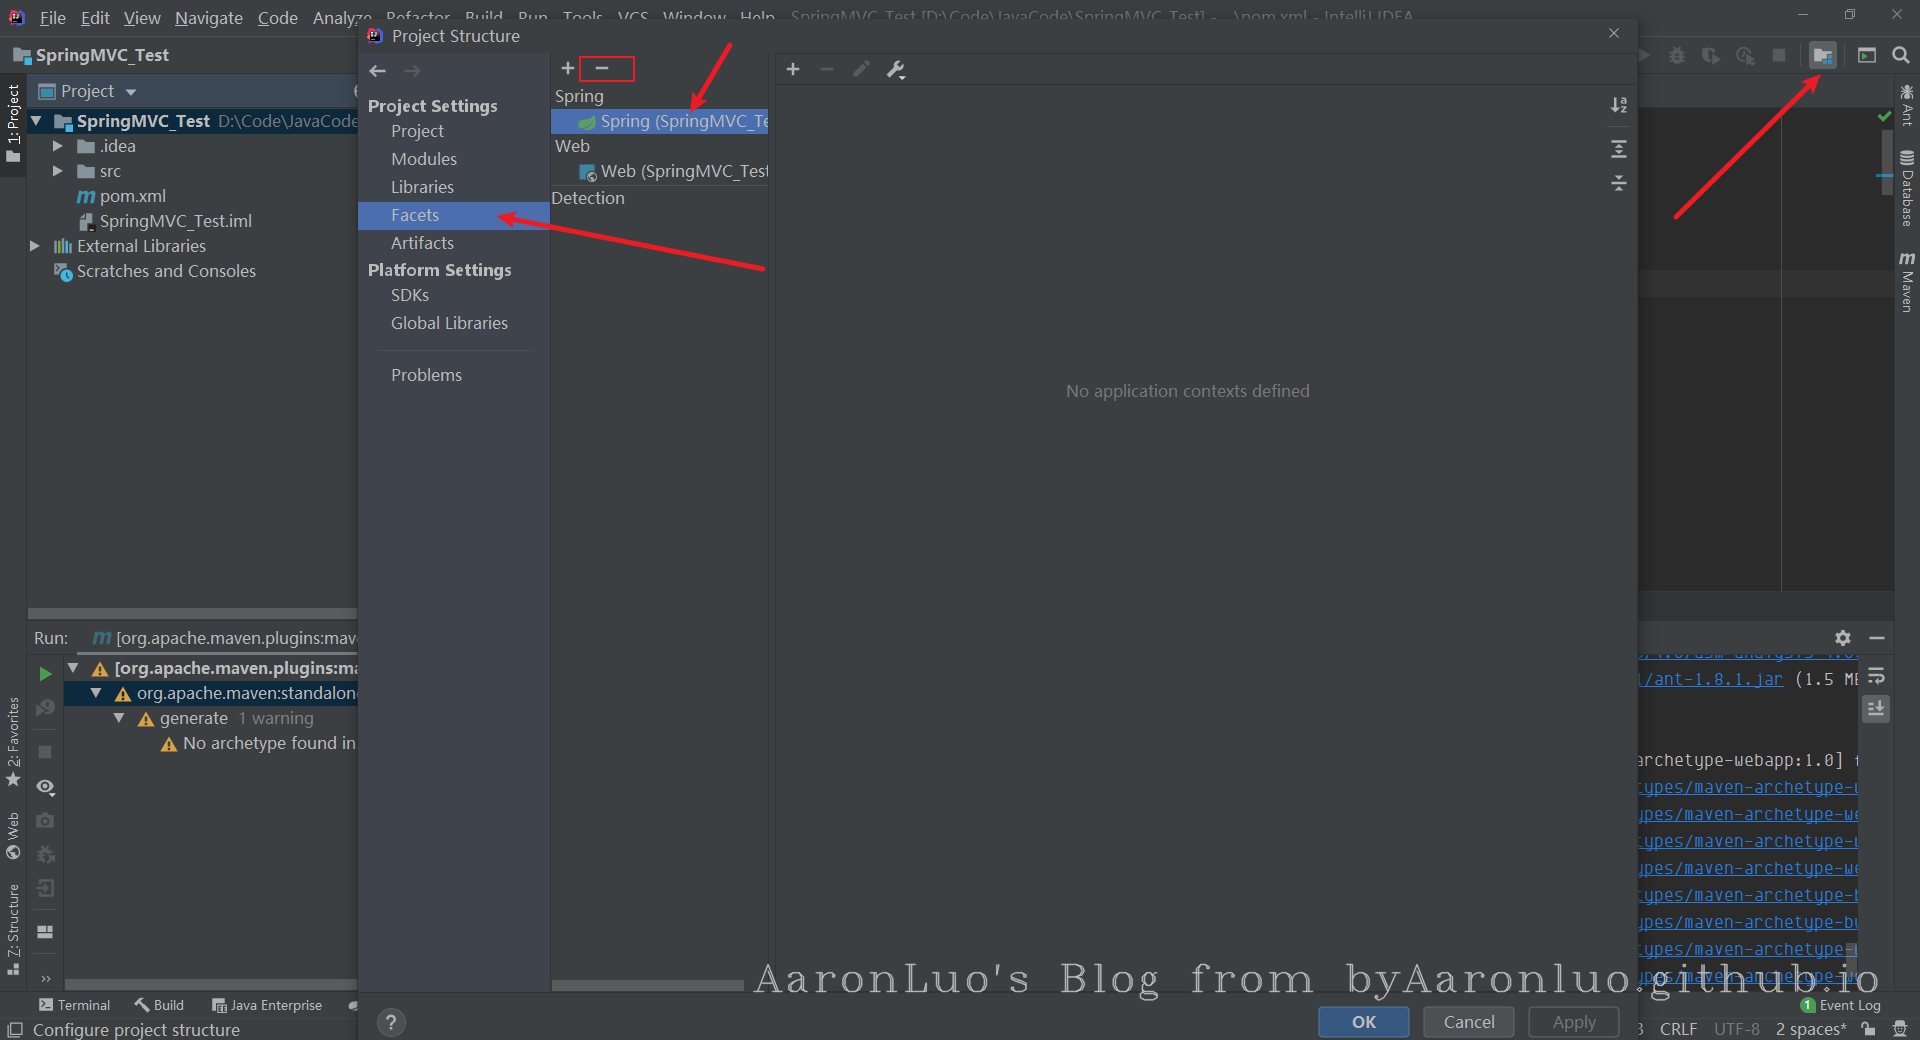 File Edit View Navigate Code Analyze Refactor Build Run Tools VCS Window Help SpringMVC_Test [D:\Code\JavaCode\SpringMVC_Test] - ...\pom.xml - IntelliJ IDEA
Project Structure
SpringMVC_Test
Project
1: Project
SpringMVC_Test D:\Code\JavaCode
.idea
src
pom.xml
SpringMVC_Test.iml
External Libraries
Scratches and Consoles
Project Settings
Project
Modules
Libraries
Facets
Artifacts
Platform Settings
SDKs
Global Libraries
Problems
Spring
Spring (SpringMVC_Te
Web
Web (SpringMVC_Test
Detection
No application contexts defined
Ant
Database
m Maven
Run: m [org.apache.maven.plugins:mav
[org.apache.maven.plugins:ma
org.apache.maven:standalon
generate 1 warning
No archetype found in
2: Favorites
Web
7: Structure
/ant-1.8.1.jar (1.5 MB
archetype-webapp:1.0]
types/maven-archetype-
ypes/maven-archetype-we
types/maven-archetype-
ypes/maven-archetype-we
types/maven-archetype-b
ypes/maven-archetype-bu
types/maven-archetype-
AaronLuo's Blog from byAaronluo.github.io
Terminal Build Java Enterprise
1 Event Log
?
OK Cancel Apply
Configure project structure
CRLF UTF-8 2 spaces*